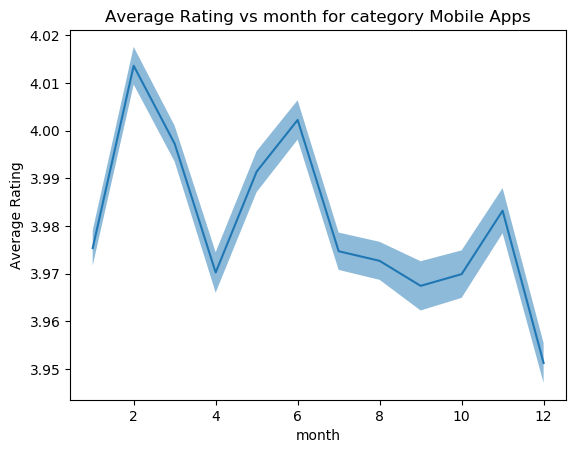 Average Rating vs month for category Mobile Apps
4.02
4.01
4.00
3.99
3.98
3.97
3.96
3.95
Average Rating
2 4 6 8 10 12
month